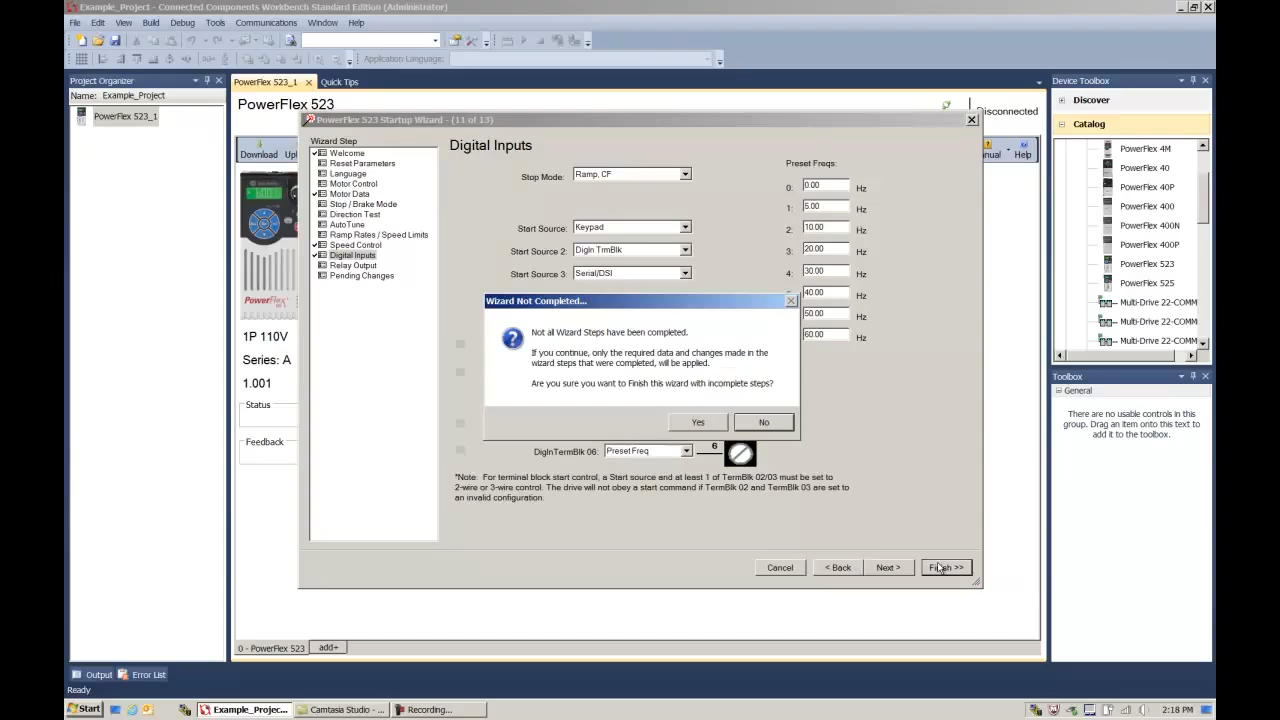 Example_Project - Connected Components Workbench Standard Edition (Administrator)
File Edit View Build Debug Tools Communications Window Help
Application Language:
Project Organizer
Name: Example_Project
PowerFlex 523_1
PowerFlex 523_1 Quick Tips
PowerFlex 523
Disconnected
Download
Help
PowerFlex
1P 110V
Series: A
1.001
Status
Feedback
0 - PowerFlex 523 add+
PowerFlex 523 Startup Wizard - (11 of 13)
Wizard Step
Welcome
Reset Parameters
Language
Motor Control
Motor Data
Stop / Brake Mode
Direction Test
AutoTune
Ramp Rates / Speed Limits
Speed Control
Digital Inputs
Relay Output
Pending Changes
Digital Inputs
Stop Mode: Ramp, CF
Start Source: Keypad
Start Source 2: DigIn TrmBlk
Start Source 3: Serial/DSI
Preset Freqs:
0: 0.00 Hz
1: 5.00 Hz
2: 10.00 Hz
3: 20.00 Hz
4: 30.00 Hz
40.00 Hz
50.00 Hz
60.00 Hz
Wizard Not Completed...
Not all Wizard Steps have been completed.
If you continue, only the required data and changes made in the
wizard steps that were completed, will be applied.
Are you sure you want to Finish this wizard with incomplete steps?
Yes No
DigInTermBlk 06: Preset Freq 6
*Note: For terminal block start control, a Start source and at least 1 of TermBlk 02/03 must be set to
2-wire or 3-wire control. The drive will not obey a start command if TermBlk 02 and TermBlk 03 are set to
an invalid configuration.
Cancel < Back Next > Finish >>
Device Toolbox
Discover
Catalog
PowerFlex 4M
PowerFlex 40
PowerFlex 40P
PowerFlex 400
PowerFlex 400N
PowerFlex 400P
PowerFlex 523
PowerFlex 525
Multi-Drive 22-COMM
Multi-Drive 22-COMM
Multi-Drive 22-COMM
Toolbox
General
There are no usable controls in this
group. Drag an item onto this text to
add it to the toolbox.
Output Error List
Ready
Start Example_Projec... Camtasia Studio - ... Recording... 2:18 PM